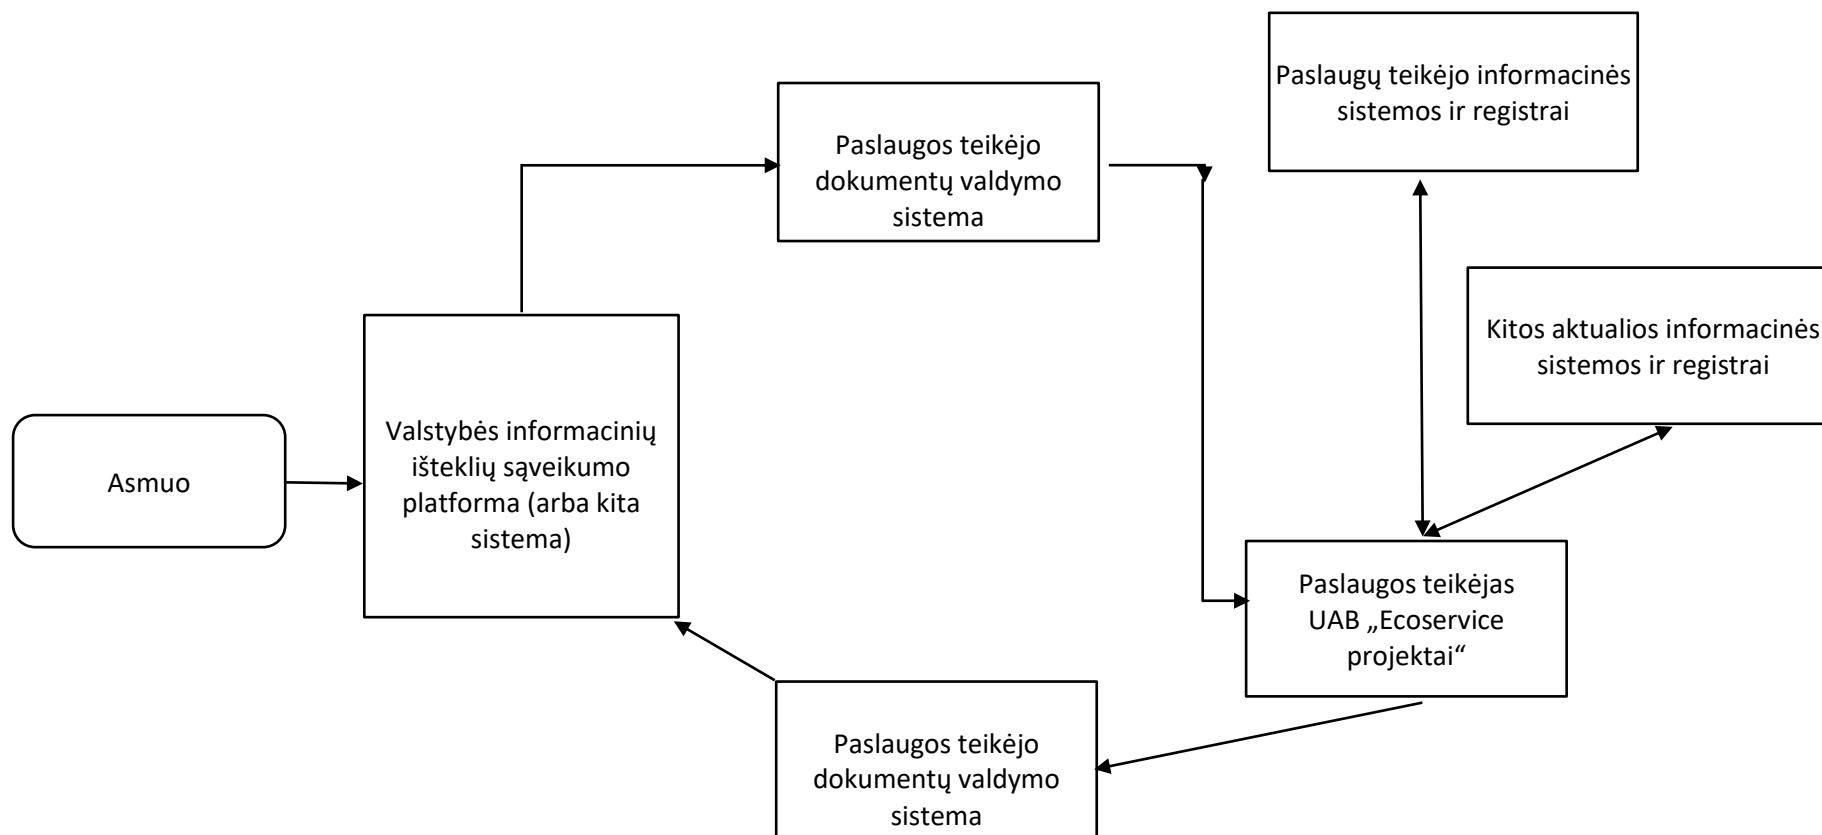 Paslaugų teikėjo informacinės
sistemos ir registrai
Paslaugos teikėjo
dokumentų valdymo
sistema
Kitos aktualios informacinės
sistemos ir registrai
Valstybės informacinių
išteklių sąveikumo
platforma (arba kita
sistema)
Asmuo
Paslaugos teikėjas
UAB „Ecoservice
projektai“
Paslaugos teikėjo
dokumentų valdymo
sistema